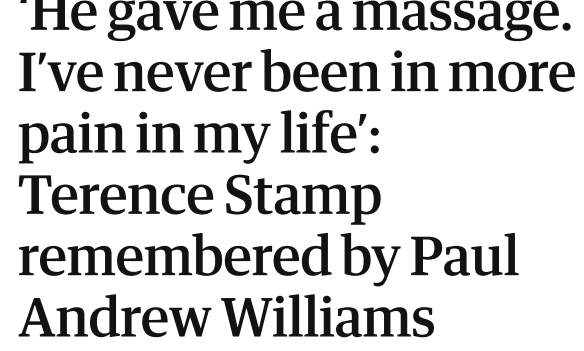 ‘He gave me a massage.
I’ve never been in more
pain in my life’:
Terence Stamp
remembered by Paul
Andrew Williams